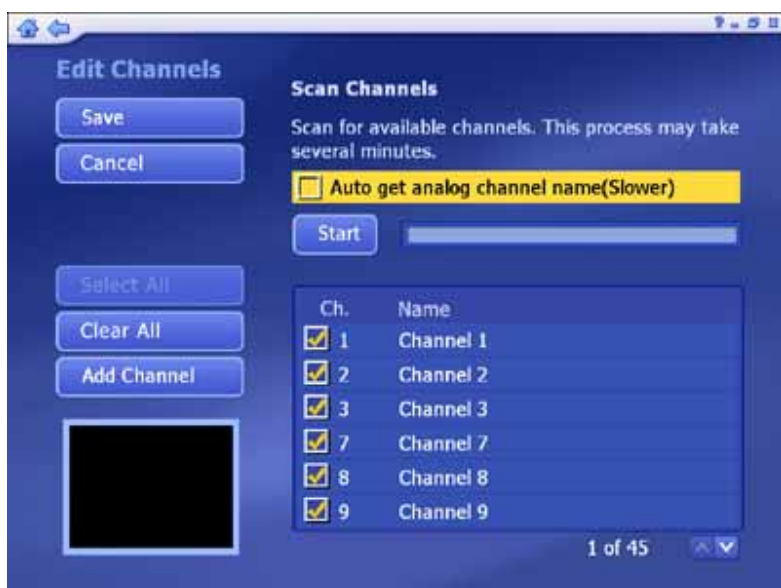 Edit Channels
Save
Cancel
Select All
Clear All
Add Channel
Scan Channels
Scan for available channels. This process may take
several minutes.
Auto get analog channel name(Slower)
Start
Ch. Name
1 Channel 1
2 Channel 2
3 Channel 3
7 Channel 7
8 Channel 8
9 Channel 9
1 of 45